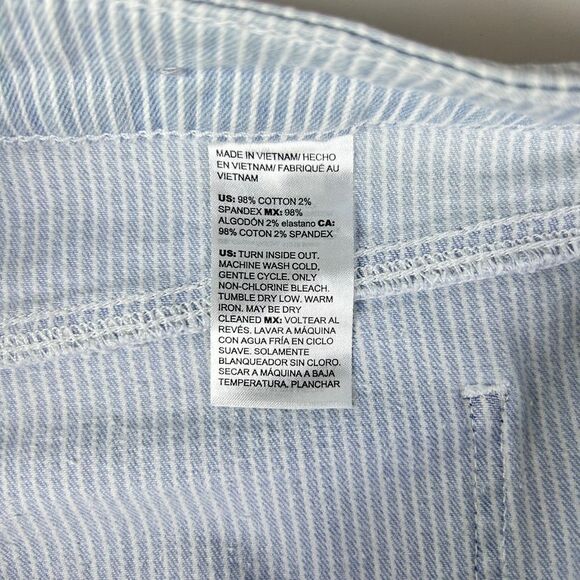 MADE IN VIETNAM/ HECHO
EN VIETNAM/ FABRIQUÉ AU
VIETNAM
US: 98% COTTON 2%
SPANDEX MX: 98%
ALGODÓN 2% elastano CA:
98% COTON 2% SPANDEX
US: TURN INSIDE OUT.
MACHINE WASH COLD,
GENTLE CYCLE. ONLY
NON-CHLORINE BLEACH.
TUMBLE DRY LOW. WARM
IRON. MAY BE DRY
CLEANED MX: VOLTEAR AL
REVÉS. LAVAR A MÁQUINA
CON AGUA FRÍA EN CICLO
SUAVE. SOLAMENTE
BLANQUEADOR SIN CLORO.
SECAR A MÁQUINA A BAJA
TEMPERATURA. PLANCHAR